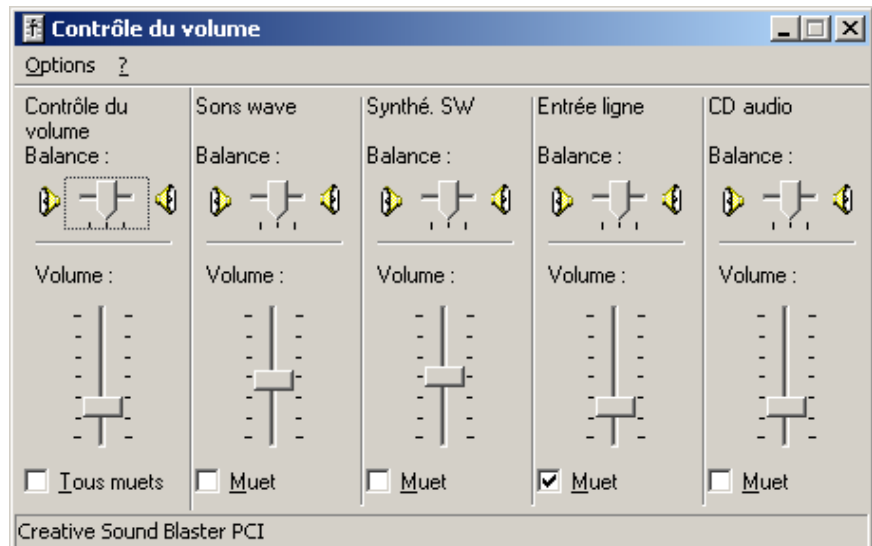 Contrôle du volume
Options ?
Contrôle du
volume
Balance :
Volume :
Tous muets
Sons wave
Balance :
Volume :
Muet
Synthé. SW
Balance :
Volume :
Muet
Entrée ligne
Balance :
Volume :
Muet
CD audio
Balance :
Volume :
Muet
Creative Sound Blaster PCI